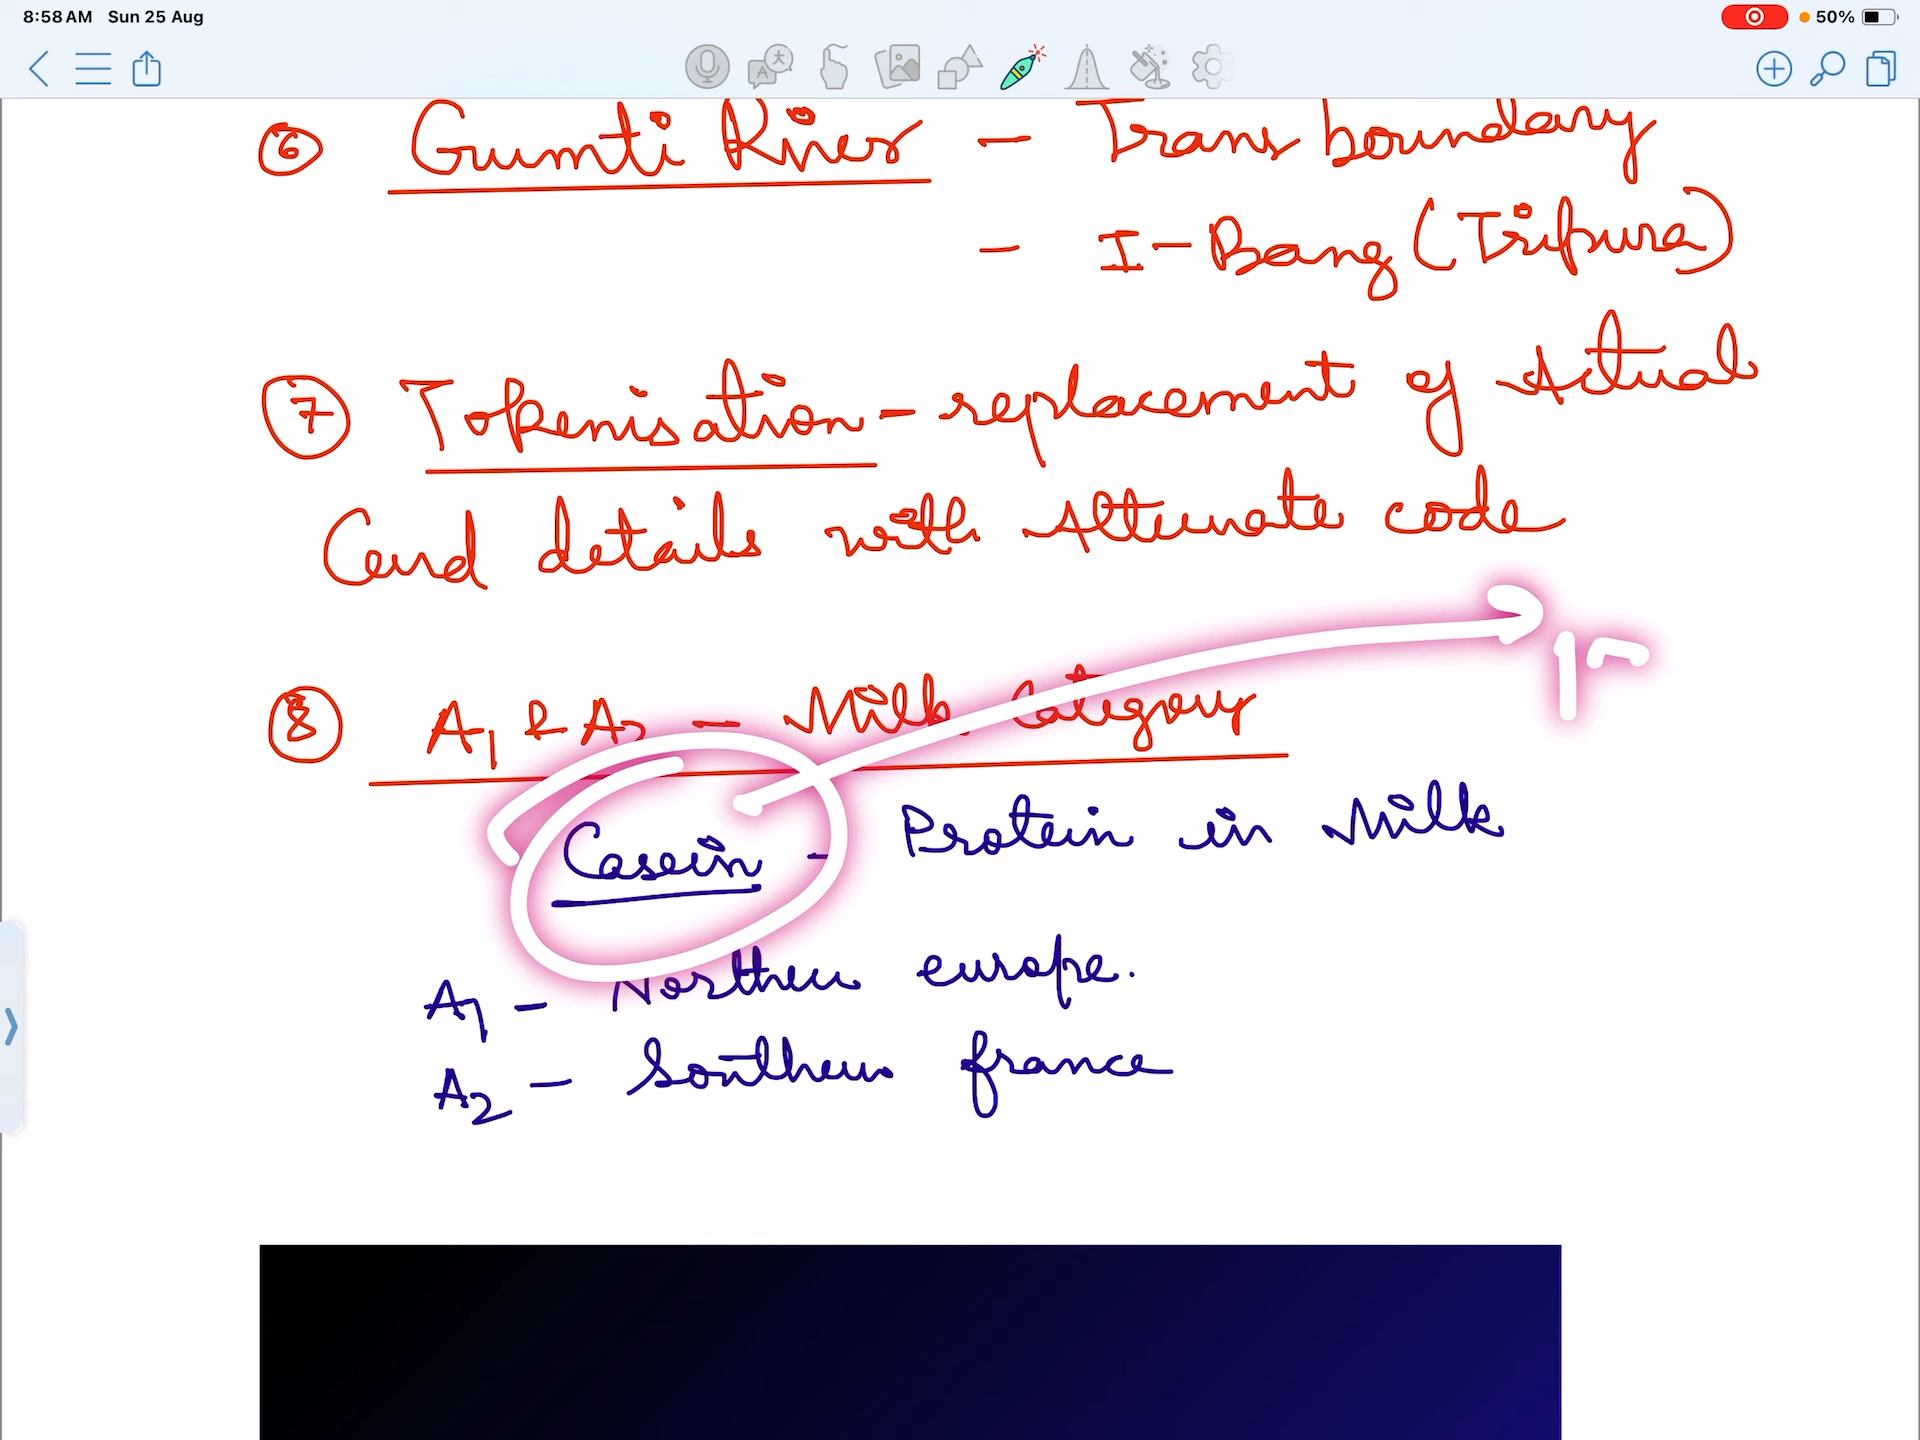 8:58 AM Sun 25 Aug 50%
6 Gumti River - Trans boundary
- I-Bang (Tripura)
7 Tokenisation - replacement of Actual
Card details with Alternate code
8 A1 & A2 - Milk Category
Casein - Protein in Milk
A1 - Northern europe.
A2 - Southern france